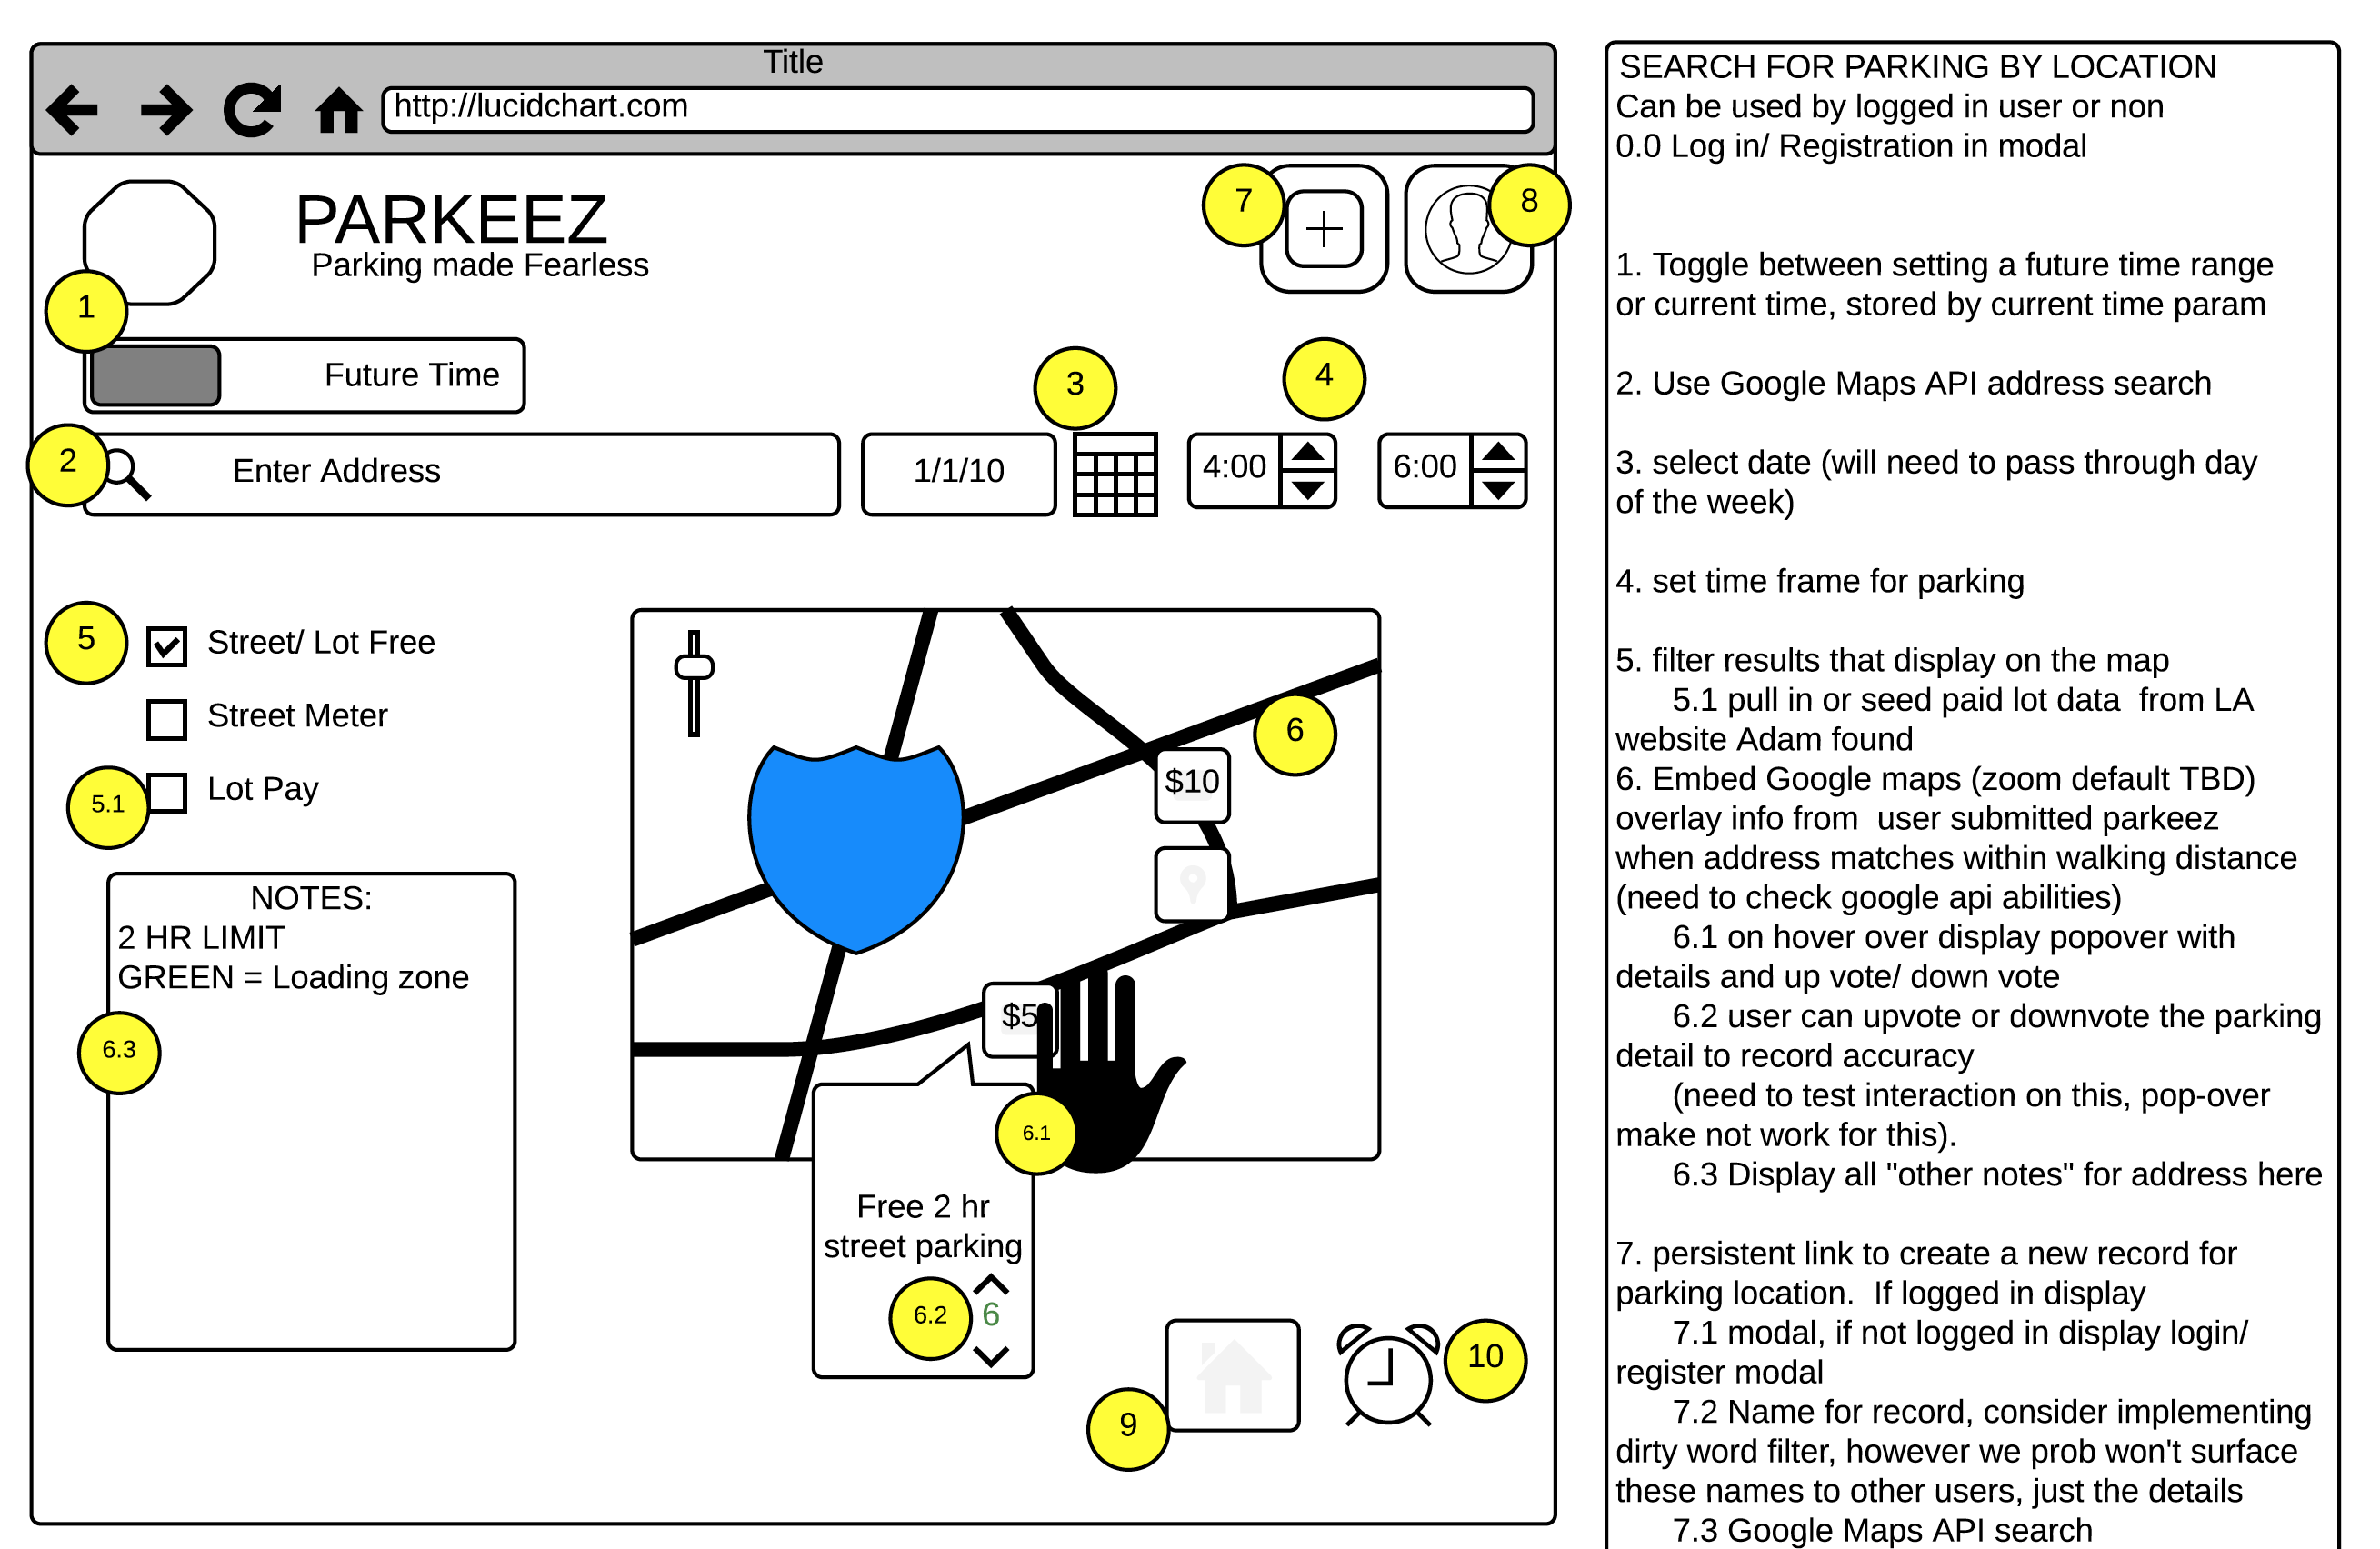 Title
http://lucidchart.com
PARKEEZ
Parking made Fearless
7
8
1
Future Time
3
4
2
Enter Address
1/1/10
4:00
6:00
5
Street/ Lot Free
Street Meter
5.1
Lot Pay
6
$10
NOTES:
2 HR LIMIT
GREEN = Loading zone
6.3
$5
6.1
Free 2 hr
street parking
6.2
6
9
10
SEARCH FOR PARKING BY LOCATION
Can be used by logged in user or non
0.0 Log in/ Registration in modal
1. Toggle between setting a future time range
or current time, stored by current time param
2. Use Google Maps API address search
3. select date (will need to pass through day
of the week)
4. set time frame for parking
5. filter results that display on the map
5.1 pull in or seed paid lot data  from LA
website Adam found
6. Embed Google maps (zoom default TBD)
overlay info from  user submitted parkeez
when address matches within walking distance
(need to check google api abilities)
6.1 on hover over display popover with
details and up vote/ down vote
6.2 user can upvote or downvote the parking
detail to record accuracy
(need to test interaction on this, pop-over
make not work for this).
6.3 Display all "other notes" for address here
7. persistent link to create a new record for
parking location.  If logged in display
7.1 modal, if not logged in display login/
register modal
7.2 Name for record, consider implementing
dirty word filter, however we prob won't surface
these names to other users, just the details
7.3 Google Maps API search